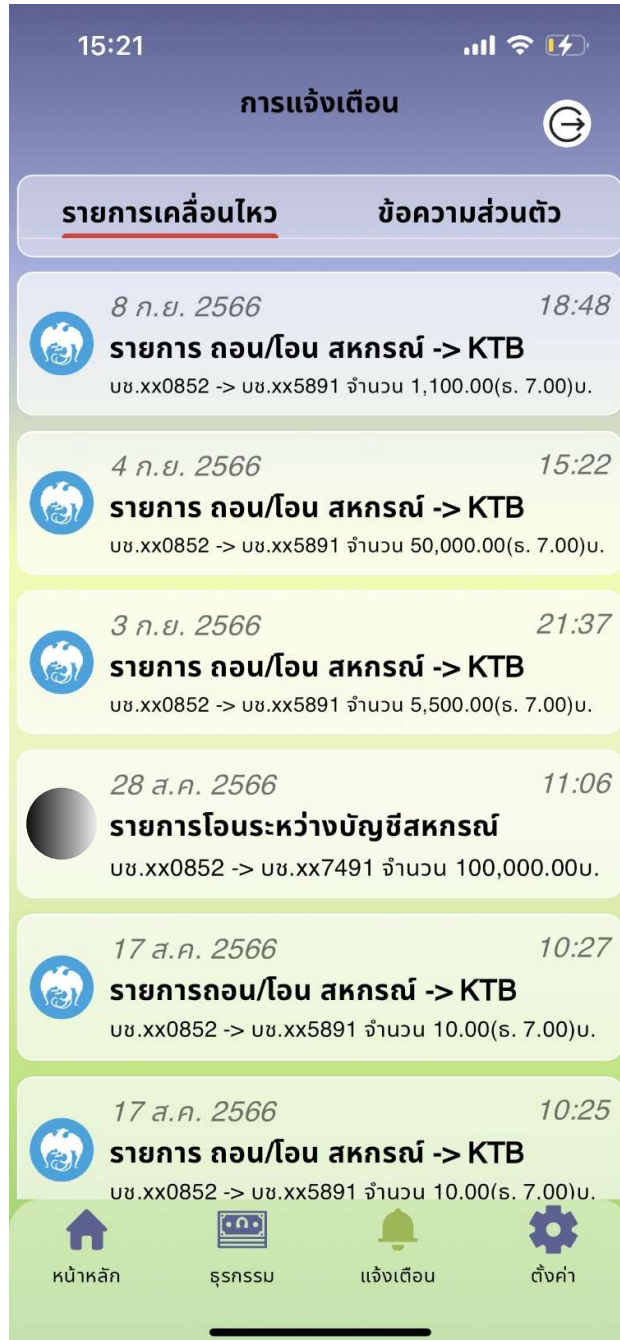 15:21
การแจ้งเตือน
รายการเคลื่อนไหว ข้อความส่วนตัว
8 ก.ย. 2566 18:48
รายการ ถอน/โอน สหกรณ์ -> KTB
บช.xx0852 -> บช.xx5891 จำนวน 1,100.00(ธ. 7.00)บ.
4 ก.ย. 2566 15:22
รายการ ถอน/โอน สหกรณ์ -> KTB
บช.xx0852 -> บช.xx5891 จำนวน 50,000.00(ธ. 7.00)บ.
3 ก.ย. 2566 21:37
รายการ ถอน/โอน สหกรณ์ -> KTB
บช.xx0852 -> บช.xx5891 จำนวน 5,500.00(ธ. 7.00)บ.
28 ส.ค. 2566 11:06
รายการโอนระหว่างบัญชีสหกรณ์
บช.xx0852 -> บช.xx7491 จำนวน 100,000.00บ.
17 ส.ค. 2566 10:27
รายการถอน/โอน สหกรณ์ -> KTB
บช.xx0852 -> บช.xx5891 จำนวน 10.00(ธ. 7.00)บ.
17 ส.ค. 2566 10:25
รายการ ถอน/โอน สหกรณ์ -> KTB
บช.xx0852 -> บช.xx5891 จำนวน 10.00(ธ. 7.00)บ.
หน้าหลัก ธุรกรรม แจ้งเตือน ตั้งค่า